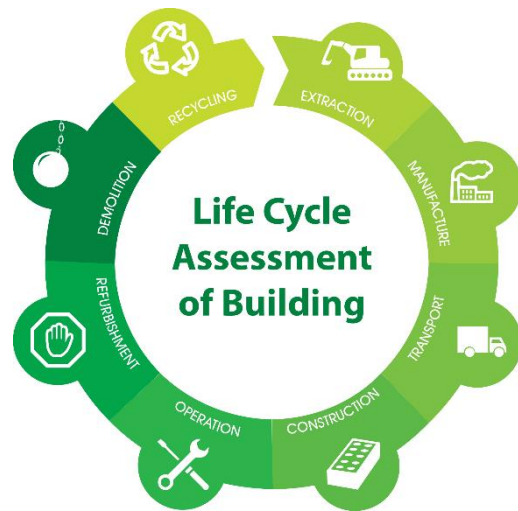 Life Cycle
Assessment
of Building
EXTRACTION
MANUFACTURE
TRANSPORT
CONSTRUCTION
OPERATION
REFURBISHMENT
DEMOLITION
RECYCLING